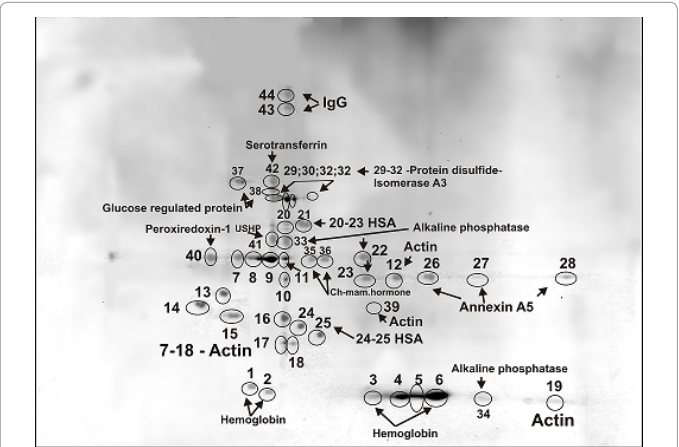 44
43
IgG
Serotransferrin
37
42
29;30;32;32
29-32 -Protein disulfide-
Isomerase A3
38
Glucose regulated protein
20
21
20-23 HSA
Peroxiredoxin-1
USHP
41
33
Alkaline phosphatase
40
7
8
9
11
35
36
22
Actin
23
12
26
27
28
10
Ch-mam.hormone
13
14
15
39
Annexin A5
Actin
16
24
25
24-25 HSA
17
18
7-18 - Actin
1
2
Hemoglobin
3
4
5
6
Hemoglobin
Alkaline phosphatase
34
19
Actin